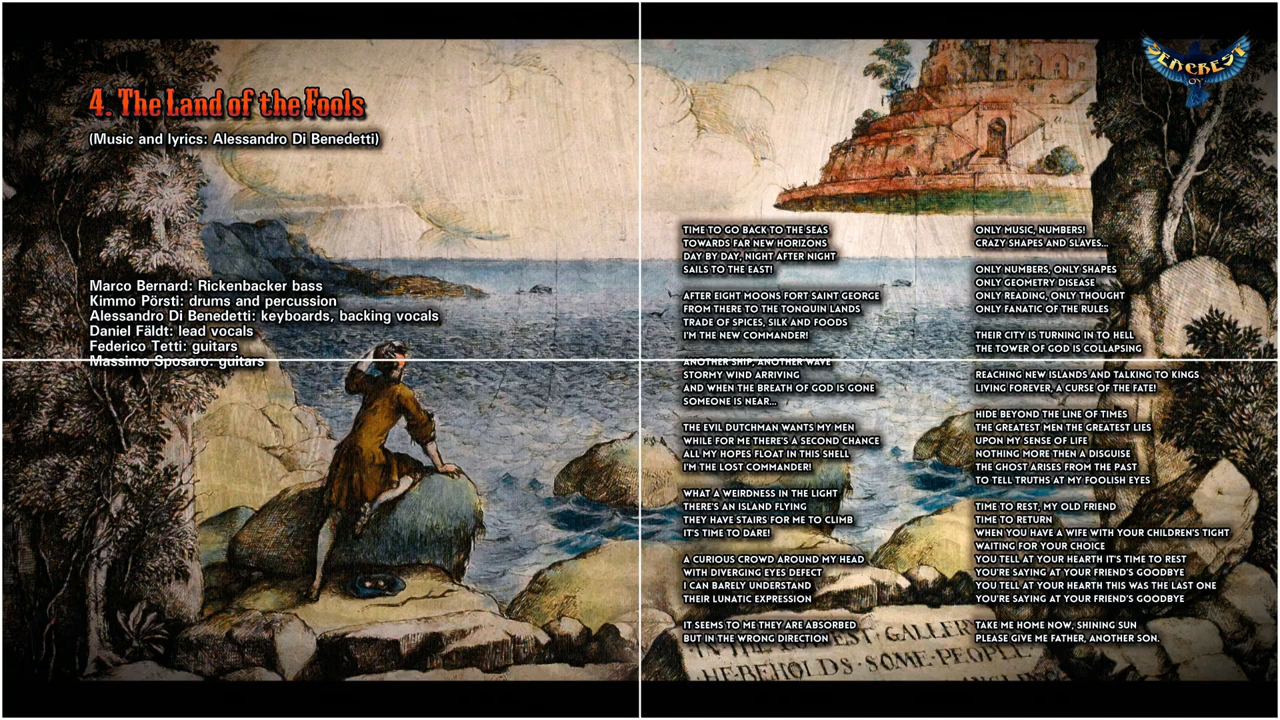 4. The Land of the Fools
(Music and lyrics: Alessandro Di Benedetti)
Marco Bernard: Rickenbacker bass
Kimmo Pörsti: drums and percussion
Alessandro Di Benedetti: keyboards, backing vocals
Daniel Fäldt: lead vocals
Federico Tetti: guitars
Massimo Sposaro: guitars
SEACREST
OY
TIME TO GO BACK TO THE SEAS
TOWARDS FAR NEW HORIZONS
DAY BY DAY, NIGHT AFTER NIGHT
SAILS TO THE EAST!
AFTER EIGHT MOONS FORT SAINT GEORGE
FROM THERE TO THE TONQUIN LANDS
TRADE OF SPICES, SILK AND FOODS
I'M THE NEW COMMANDER!
ANOTHER SHIP, ANOTHER WAVE
STORMY WIND ARRIVING
AND WHEN THE BREATH OF GOD IS GONE
SOMEONE IS NEAR...
THE EVIL DUTCHMAN WANTS MY MEN
WHILE FOR ME THERE'S A SECOND CHANCE
ALL MY HOPES FLOAT IN THIS SHELL
I'M THE LOST COMMANDER!
WHAT A WEIRDNESS IN THE LIGHT
THERE'S AN ISLAND FLYING
THEY HAVE STAIRS FOR ME TO CLIMB
IT'S TIME TO DARE!
A CURIOUS CROWD AROUND MY HEAD
WITH DIVERGING EYES DEFECT
I CAN BARELY UNDERSTAND
THEIR LUNATIC EXPRESSION
IT SEEMS TO ME THEY ARE ABSORBED
BUT IN THE WRONG DIRECTION
ONLY MUSIC, NUMBERS!
CRAZY SHAPES AND SLAVES...
ONLY NUMBERS, ONLY SHAPES
ONLY GEOMETRY DISEASE
ONLY READING, ONLY THOUGHT
ONLY FANATIC OF THE RULES
THEIR CITY IS TURNING IN TO HELL
THE TOWER OF GOD IS COLLAPSING
REACHING NEW ISLANDS AND TALKING TO KINGS
LIVING FOREVER, A CURSE OF THE FATE!
HIDE BEYOND THE LINE OF TIMES
THE GREATEST MEN THE GREATEST LIES
UPON MY SENSE OF LIFE
NOTHING MORE THEN A DISGUISE
THE GHOST ARISES FROM THE PAST
TO TELL TRUTHS AT MY FOOLISH EYES
TIME TO REST, MY OLD FRIEND
TIME TO RETURN
WHEN YOU HAVE A WIFE WITH YOUR CHILDREN'S TIGHT
WAITING FOR YOUR CHOICE
YOU TELL AT YOUR HEARTH IT'S TIME TO REST
YOU'RE SAYING AT YOUR FRIEND'S GOODBYE
YOU TELL AT YOUR HEARTH THIS WAS THE LAST ONE
YOU'RE SAYING AT YOUR FRIEND'S GOODBYE
TAKE ME HOME NOW, SHINING SUN
PLEASE GIVE ME FATHER, ANOTHER SON.
IN THE GALLER
HE·BEHOLDS·SOME·PEOPLE